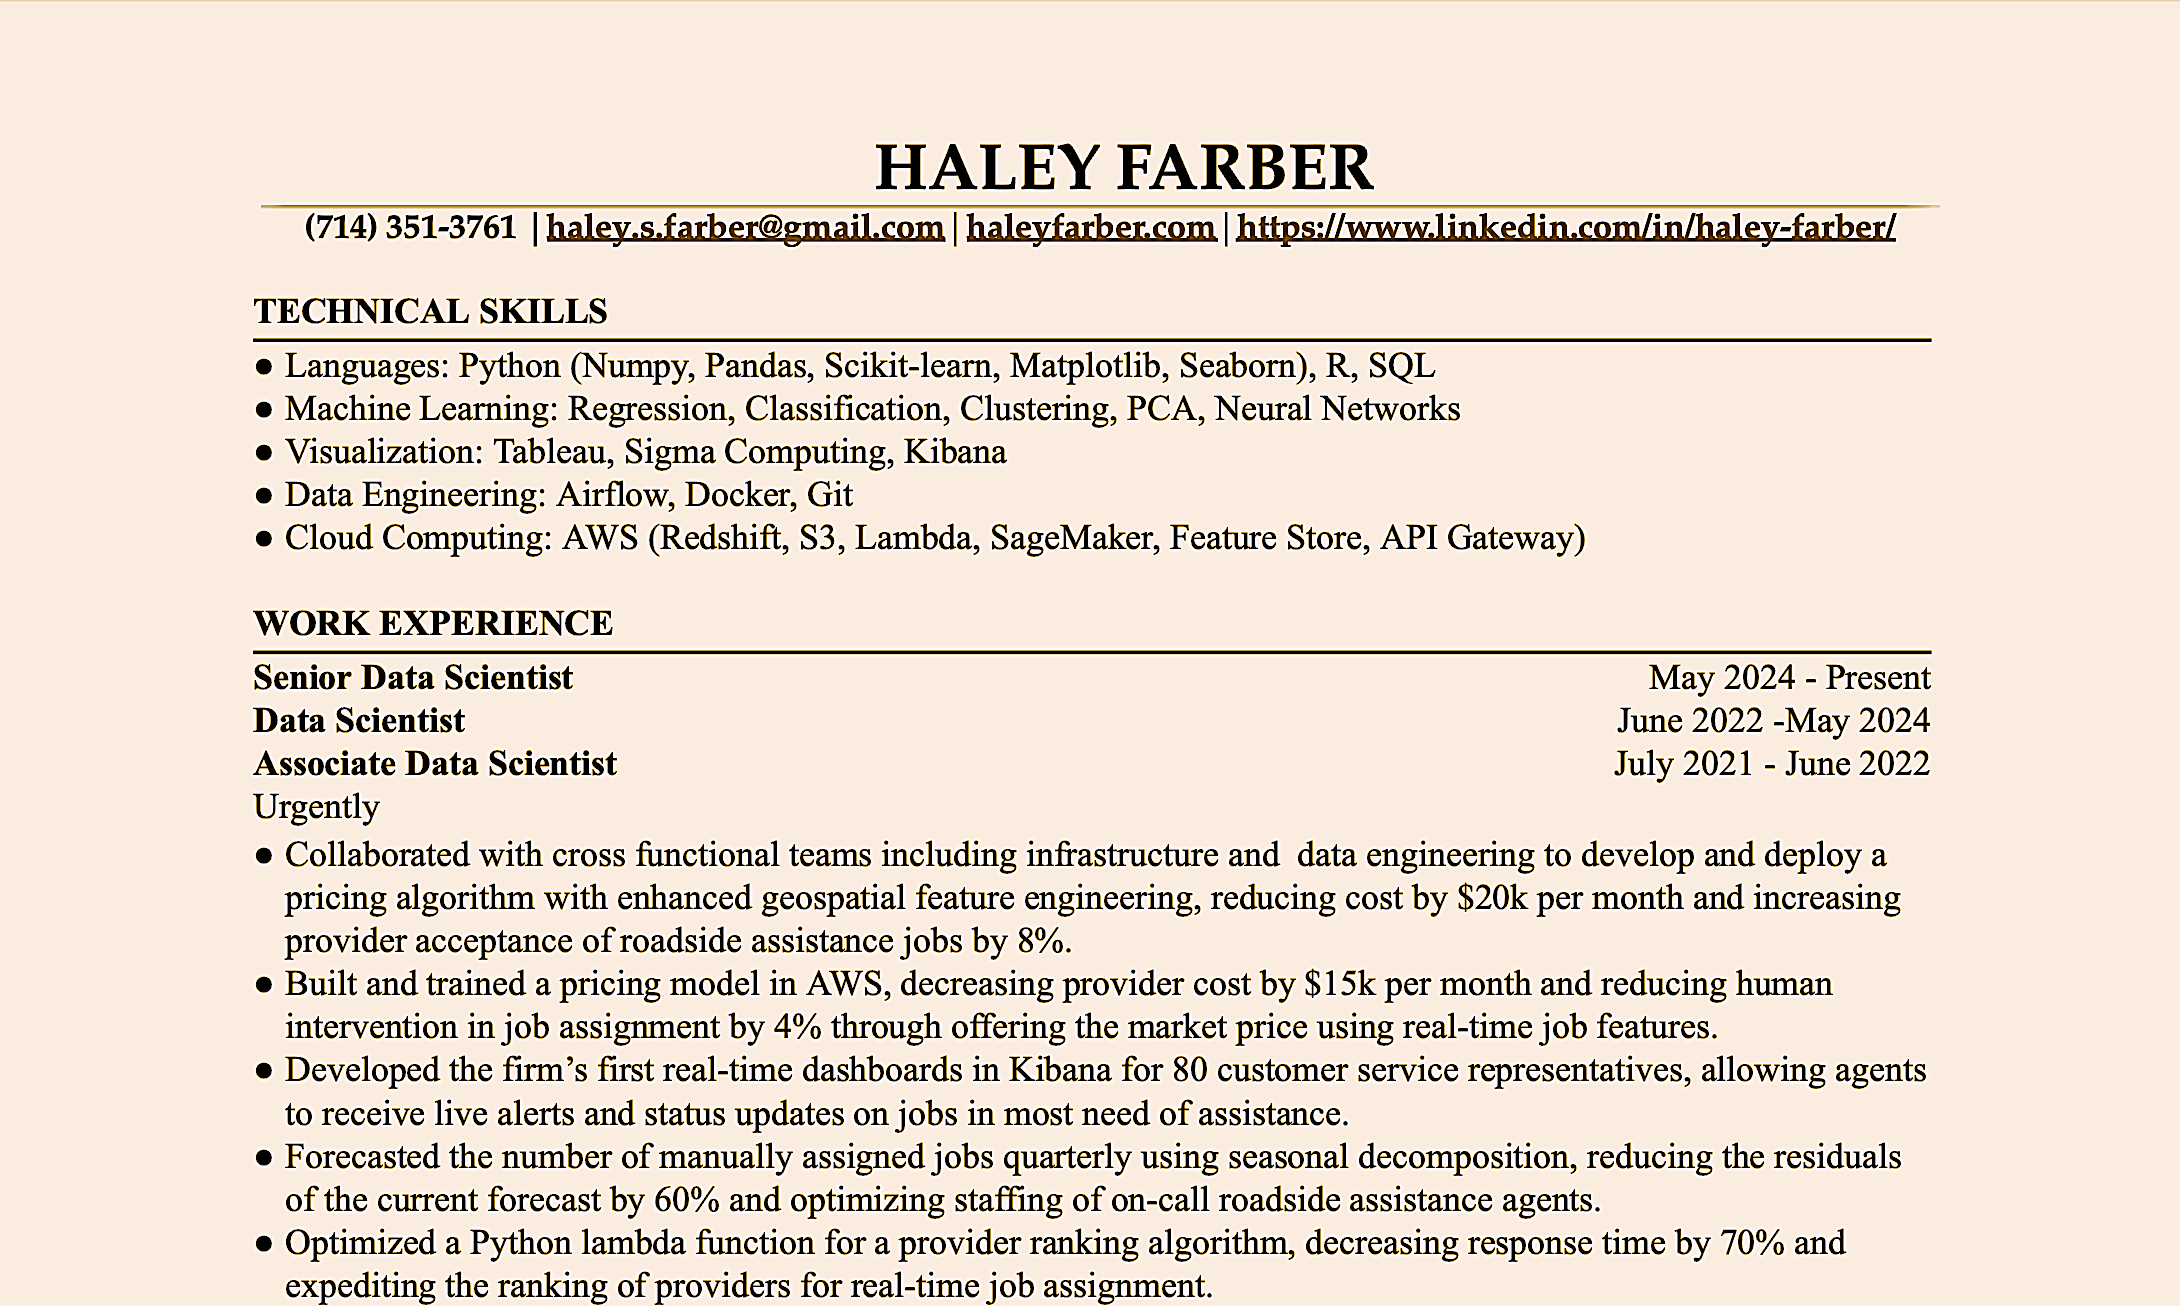 HALEY FARBER
(714) 351-3761 | haley.s.farber@gmail.com | haleyfarber.com | https://www.linkedin.com/in/haley-farber/
TECHNICAL SKILLS
● Languages: Python (Numpy, Pandas, Scikit-learn, Matplotlib, Seaborn), R, SQL
● Machine Learning: Regression, Classification, Clustering, PCA, Neural Networks
● Visualization: Tableau, Sigma Computing, Kibana
● Data Engineering: Airflow, Docker, Git
● Cloud Computing: AWS (Redshift, S3, Lambda, SageMaker, Feature Store, API Gateway)
WORK EXPERIENCE
Senior Data Scientist May 2024 - Present
Data Scientist June 2022 -May 2024
Associate Data Scientist July 2021 - June 2022
Urgently
● Collaborated with cross functional teams including infrastructure and  data engineering to develop and deploy a
pricing algorithm with enhanced geospatial feature engineering, reducing cost by $20k per month and increasing
provider acceptance of roadside assistance jobs by 8%.
● Built and trained a pricing model in AWS, decreasing provider cost by $15k per month and reducing human
intervention in job assignment by 4% through offering the market price using real-time job features.
● Developed the firm’s first real-time dashboards in Kibana for 80 customer service representatives, allowing agents
to receive live alerts and status updates on jobs in most need of assistance.
● Forecasted the number of manually assigned jobs quarterly using seasonal decomposition, reducing the residuals
of the current forecast by 60% and optimizing staffing of on-call roadside assistance agents.
● Optimized a Python lambda function for a provider ranking algorithm, decreasing response time by 70% and
expediting the ranking of providers for real-time job assignment.